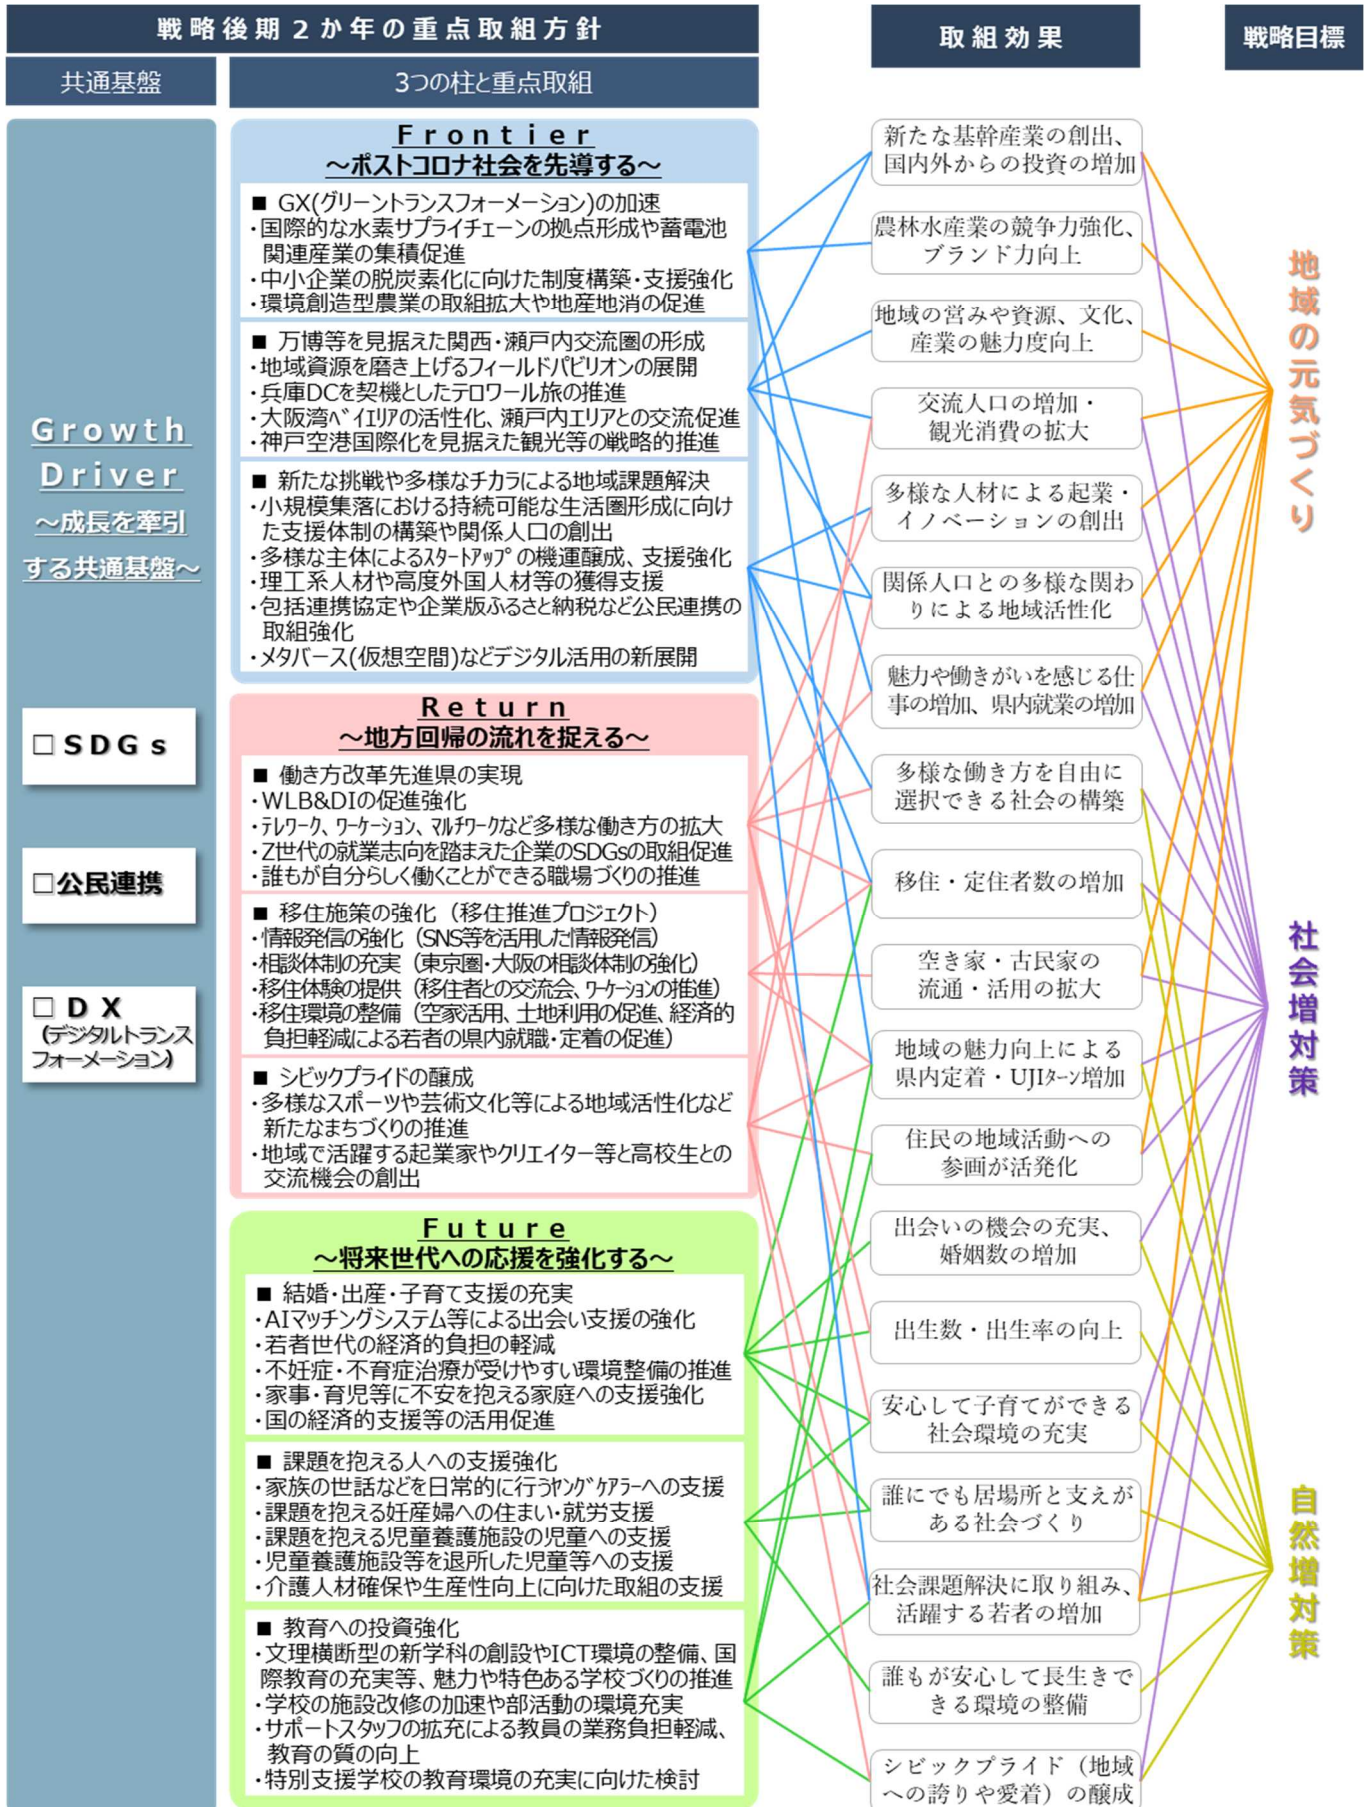 戦略後期２か年の重点取組方針
取組効果
戦略目標
共通基盤
3つの柱と重点取組
Growth
Driver
～成長を牽引
する共通基盤～
□ＳＤＧｓ
□公民連携
□ＤＸ
(デジタルトランス
フォーメーション)
Frontier
～ポストコロナ社会を先導する～
■ GX(グリーントランスフォーメーション)の加速
・国際的な水素サプライチェーンの拠点形成や蓄電池
関連産業の集積促進
・中小企業の脱炭素化に向けた制度構築・支援強化
・環境創造型農業の取組拡大や地産地消の促進
■ 万博等を見据えた関西・瀬戸内交流圏の形成
・地域資源を磨き上げるフィールドパビリオンの展開
・兵庫DCを契機としたテロワール旅の推進
・大阪湾ﾍﾞｲｴﾘｱの活性化、瀬戸内エリアとの交流促進
・神戸空港国際化を見据えた観光等の戦略的推進
■ 新たな挑戦や多様なチカラによる地域課題解決
・小規模集落における持続可能な生活圏形成に向け
た支援体制の構築や関係人口の創出
・多様な主体によるｽﾀｰﾄｱｯﾌﾟの機運醸成、支援強化
・理工系人材や高度外国人材等の獲得支援
・包括連携協定や企業版ふるさと納税など公民連携の
取組強化
・メタバース(仮想空間)などデジタル活用の新展開
Return
～地方回帰の流れを捉える～
■ 働き方改革先進県の実現
・WLB&DIの促進強化
・ﾃﾚﾜｰｸ、ﾜｰｹｰｼｮﾝ、ﾏﾙﾁﾜｰｸなど多様な働き方の拡大
・Z世代の就業志向を踏まえた企業のSDGsの取組促進
・誰もが自分らしく働くことができる職場づくりの推進
■ 移住施策の強化（移住推進プロジェクト）
・情報発信の強化（SNS等を活用した情報発信）
・相談体制の充実（東京圏・大阪の相談体制の強化）
・移住体験の提供（移住者との交流会、ﾜｰｹｰｼｮﾝの推進）
・移住環境の整備（空家活用、土地利用の促進、経済的
負担軽減による若者の県内就職・定着の促進）
■ シビックプライドの醸成
・多様なスポーツや芸術文化等による地域活性化など
新たなまちづくりの推進
・地域で活躍する起業家やクリエイター等と高校生との
交流機会の創出
Future
～将来世代への応援を強化する～
■ 結婚・出産・子育て支援の充実
・AIマッチングシステム等による出会い支援の強化
・若者世代の経済的負担の軽減
・不妊症・不育症治療が受けやすい環境整備の推進
・家事・育児等に不安を抱える家庭への支援強化
・国の経済的支援等の活用促進
■ 課題を抱える人への支援強化
・家族の世話などを日常的に行うﾔﾝｸﾞｹｱﾗｰへの支援
・課題を抱える妊産婦への住まい・就労支援
・課題を抱える児童養護施設の児童への支援
・児童養護施設等を退所した児童等への支援
・介護人材確保や生産性向上に向けた取組の支援
■ 教育への投資強化
・文理横断型の新学科の創設やICT環境の整備、国
際教育の充実等、魅力や特色ある学校づくりの推進
・学校の施設改修の加速や部活動の環境充実
・サポートスタッフの拡充による教員の業務負担軽減、
教育の質の向上
・特別支援学校の教育環境の充実に向けた検討
新たな基幹産業の創出、
国内外からの投資の増加
農林水産業の競争力強化、
ブランド力向上
地域の営みや資源、文化、
産業の魅力度向上
交流人口の増加・
観光消費の拡大
多様な人材による起業・
イノベーションの創出
関係人口との多様な関わ
りによる地域活性化
魅力や働きがいを感じる仕
事の増加、県内就業の増加
多様な働き方を自由に
選択できる社会の構築
移住・定住者数の増加
空き家・古民家の
流通・活用の拡大
地域の魅力向上による
県内定着・UJIﾀｰﾝ増加
住民の地域活動への
参画が活発化
出会いの機会の充実、
婚姻数の増加
出生数・出生率の向上
安心して子育てができる
社会環境の充実
誰にでも居場所と支えが
ある社会づくり
社会課題解決に取り組み、
活躍する若者の増加
誰もが安心して長生きで
きる環境の整備
シビックプライド（地域
への誇りや愛着）の醸成
地域の元気づくり
社会増対策
自然増対策